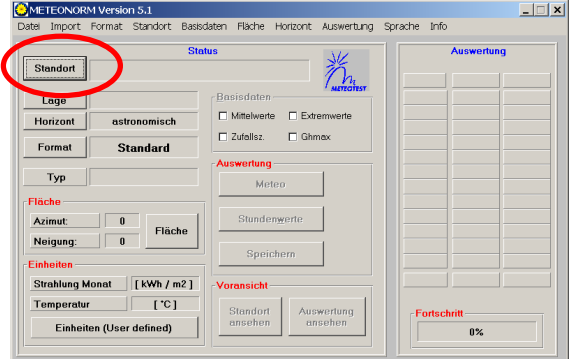 METEONORM Version 5.1
Datei Import Format Standort Basisdaten Fläche Horizont Auswertung Sprache Info
Status
Standort
METEOTEST
Lage
Horizont astronomisch
Format Standard
Typ
Basisdaten
Mittelwerte Extremwerte
Zufallsz. Ghmax
Auswertung
Meteo
Stundenwerte
Speichern
Fläche
Azimut: 0
Neigung: 0
Fläche
Einheiten
Strahlung Monat [ kWh / m2 ]
Temperatur [ °C ]
Einheiten (User defined)
Voransicht
Standort ansehen
Auswertung ansehen
Auswertung
Fortschritt
0%